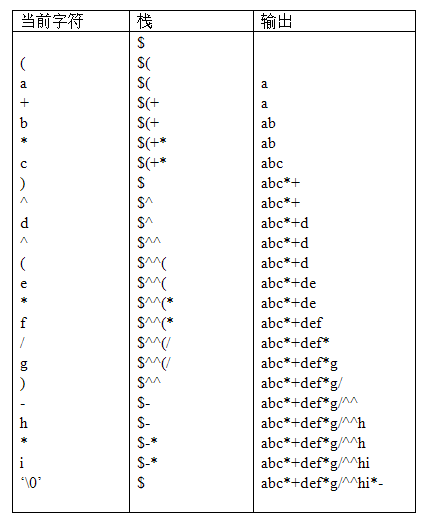 当前字符 栈 输出
$
( $(
a $( a
+ $(+ a
b $(+ ab
* $(+* ab
c $(+* abc
) $ abc*+
^ $^ abc*+
d $^ abc*+d
^ $^^ abc*+d
( $^^( abc*+d
e $^^( abc*+de
* $^^(* abc*+de
f $^^(* abc*+def
/ $^^(/ abc*+def*
g $^^(/ abc*+def*g
) $^^ abc*+def*g/
- $- abc*+def*g/^^
h $- abc*+def*g/^^h
* $-* abc*+def*g/^^h
i $-* abc*+def*g/^^hi
‘\0’ $ abc*+def*g/^^hi*-